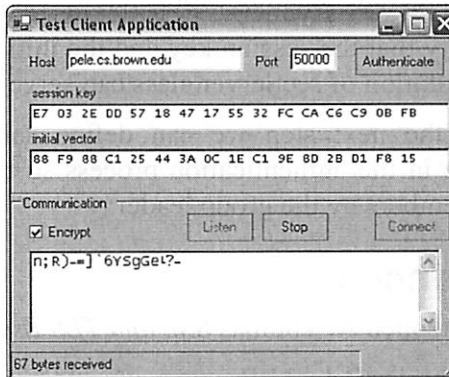 Test Client Application
Host pele.cs.brown.edu Port 50000 Authenticate
session key
E7 03 2E DD 57 18 47 17 55 32 FC CA C6 C9 0B FB
initial vector
88 F9 88 C1 25 44 3A 0C 1E C1 9E 8D 2B D1 F8 15
Communication
Encrypt Listen Stop Connect
n;R)-=]`6YSgGeʟ?-
67 bytes received